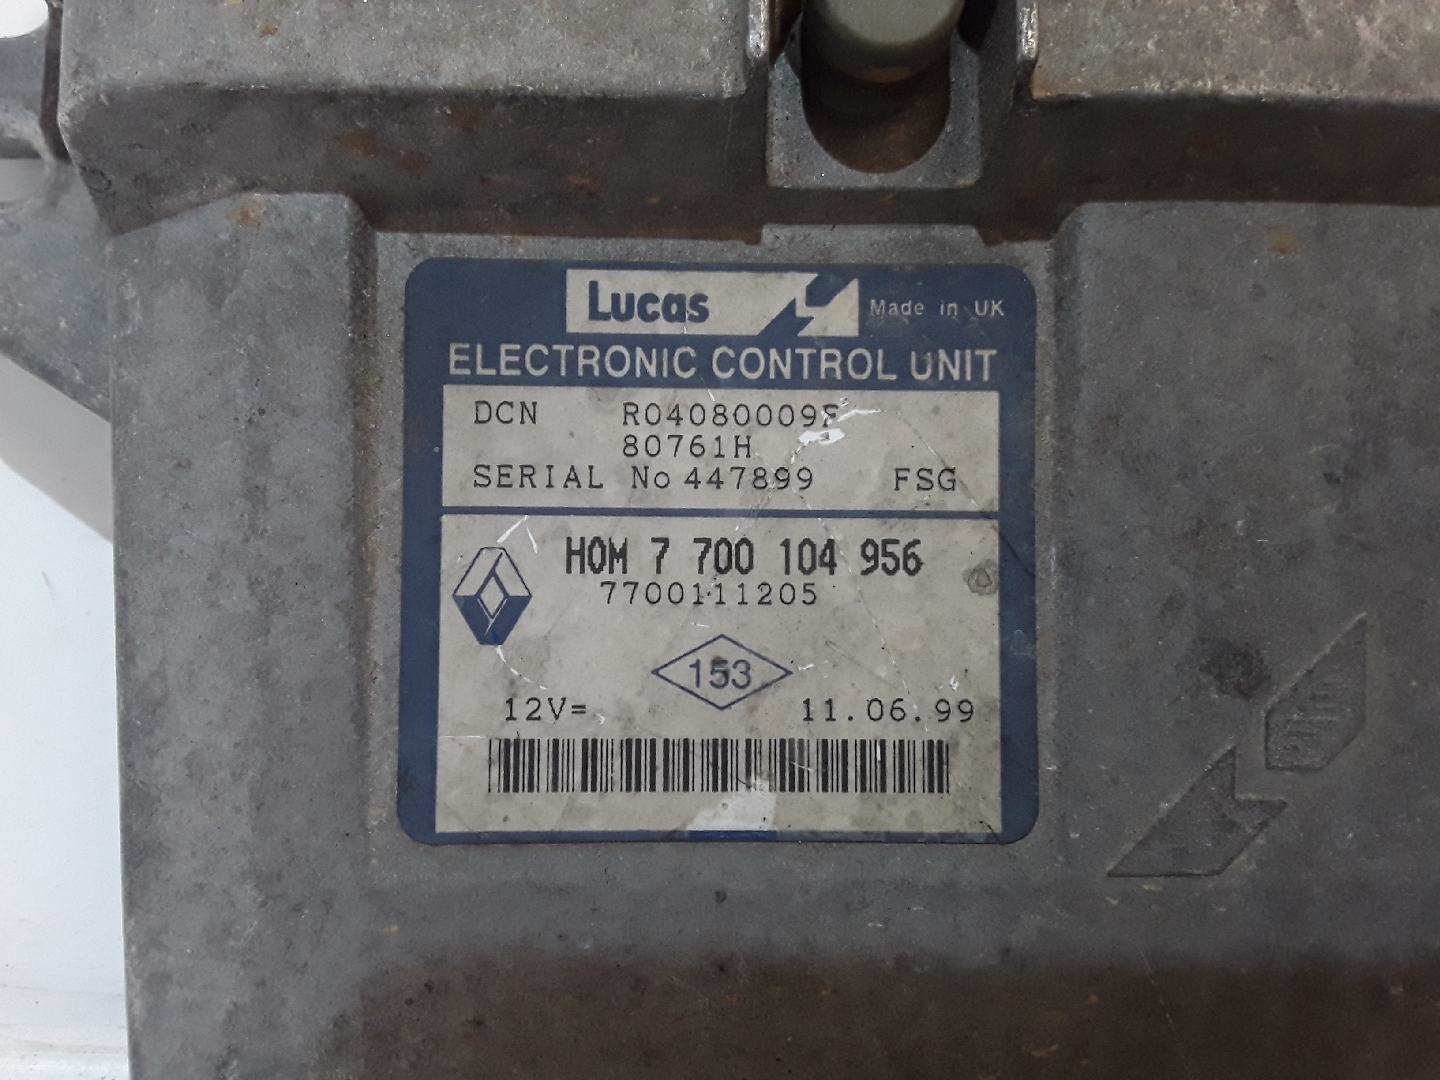 Lucas Made in UK
ELECTRONIC CONTROL UNIT
DCN
80761H
SERIAL No 447899 FSG
HOM 7 700 104 956
7700111205
153
12V=
11.06.99